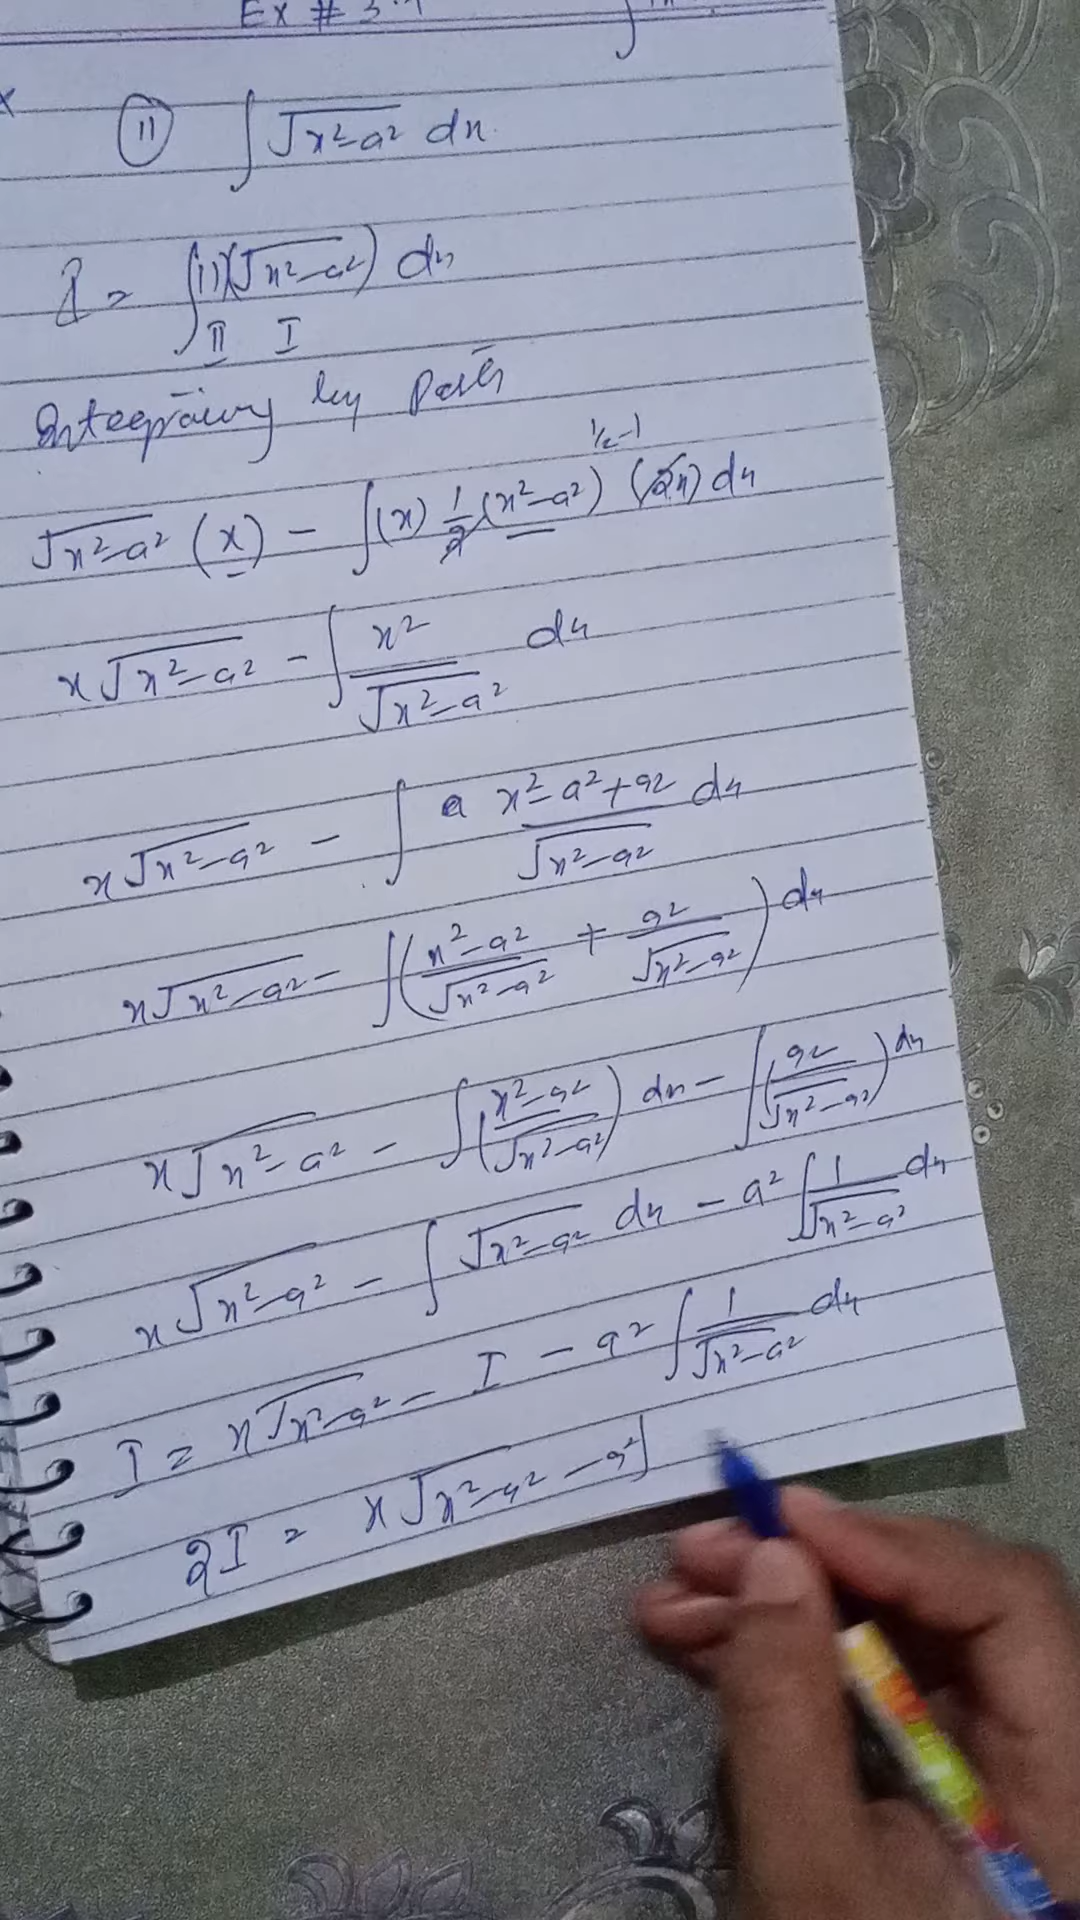 Ex # 3.
(11) ∫√x²-a² dx.
I = ∫(1)(√x²-a²) dx
II I
Integrating by Parts
√x²-a² (x) - ∫(x) 1/2 (x²-a²)^(1/2-1) (2x) dx
x√x²-a² - ∫ x²/√x²-a² dx
x√x²-a² - ∫ x²-a²+a²/√x²-a² dx
x√x²-a² - ∫(x²-a²/√x²-a² + a²/√x²-a²) dx
x√x²-a² - ∫(x²-a²/√x²-a²) dx - ∫(a²/√x²-a²) dx
x√x²-a² - ∫√x²-a² dx - a² ∫ 1/√x²-a² dx
I = x√x²-a² - I - a² ∫ 1/√x²-a² dx
2I = x√x²-a² - a² ∫